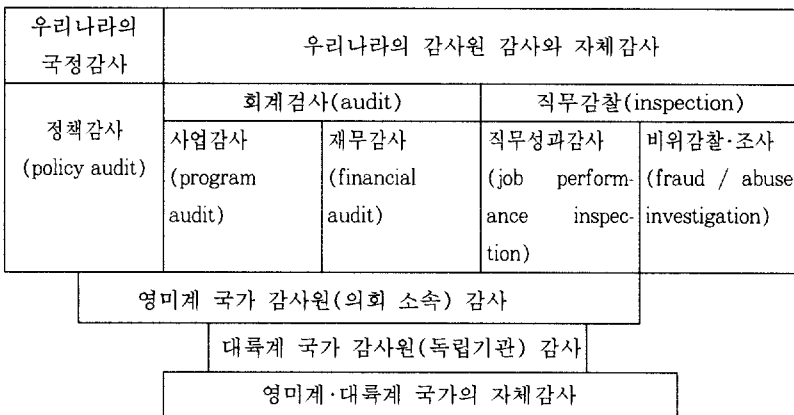 우리나라의
국정감사
우리나라의 감사원 감사와 자체감사
정책감사
(policy audit)
회계검사(audit)
직무감찰(inspection)
사업감사
(program
audit)
재무감사
(financial
audit)
직무성과감사
(job perform-
ance inspec-
tion)
비위감찰·조사
(fraud / abuse
investigation)
영미계 국가 감사원(의회 소속) 감사
대륙계 국가 감사원(독립기관) 감사
영미계·대륙계 국가의 자체감사